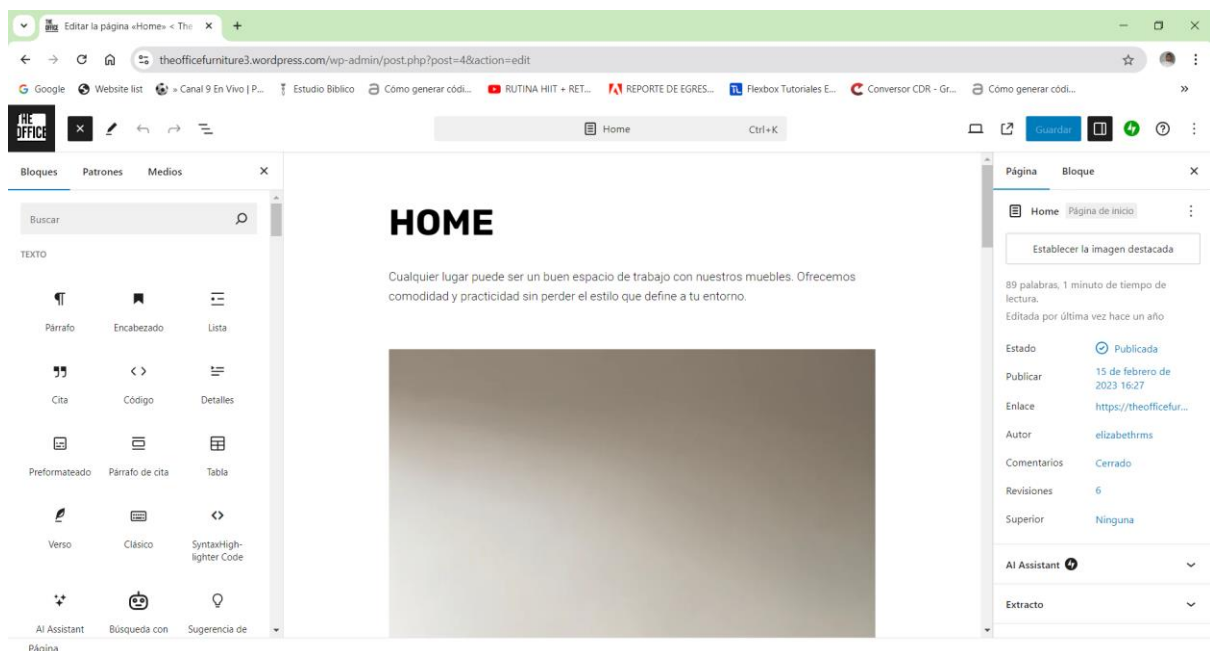 THE OFFICE Editar la página «Home» < The
theofficefurniture3.wordpress.com/wp-admin/post.php?post=4&action=edit
Google Website list » Canal 9 En Vivo | P... Estudio Biblico Cómo generar códi... RUTINA HIIT + RET... REPORTE DE EGRES... TL Flexbox Tutoriales E... Conversor CDR - Gr... Cómo generar códi... »
THE
OFFICE
Home Ctrl+K
Guardar
Bloques Patrones Medios
Buscar
TEXTO
Párrafo Encabezado Lista
Cita Código Detalles
Preformateado Párrafo de cita Tabla
Verso Clásico SyntaxHigh-
lighter Code
AI Assistant Búsqueda con Sugerencia de
Página
HOME
Cualquier lugar puede ser un buen espacio de trabajo con nuestros muebles. Ofrecemos
comodidad y practicidad sin perder el estilo que define a tu entorno.
Página Bloque
Home Página de inicio
Establecer la imagen destacada
89 palabras, 1 minuto de tiempo de
lectura.
Editada por última vez hace un año
Estado Publicada
Publicar 15 de febrero de
2023 16:27
Enlace https://theofficefur...
Autor elizabethrms
Comentarios Cerrado
Revisiones 6
Superior Ninguna
AI Assistant
Extracto